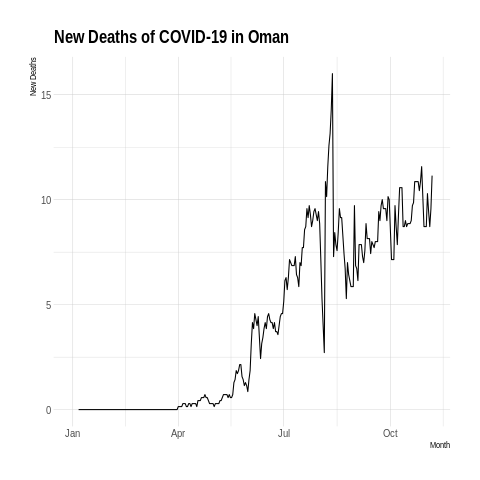 New Deaths of COVID-19 in Oman
New Deaths
15
10
5
0
Jan
Apr
Jul
Oct
Month